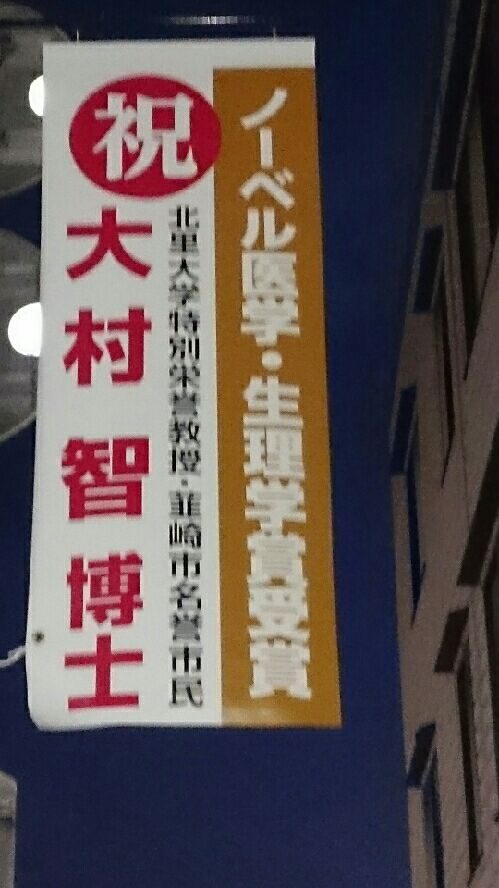 ノーベル医学・生理学賞受賞
祝
北里大学特別栄誉教授・韮崎市名誉市民
大村智博士